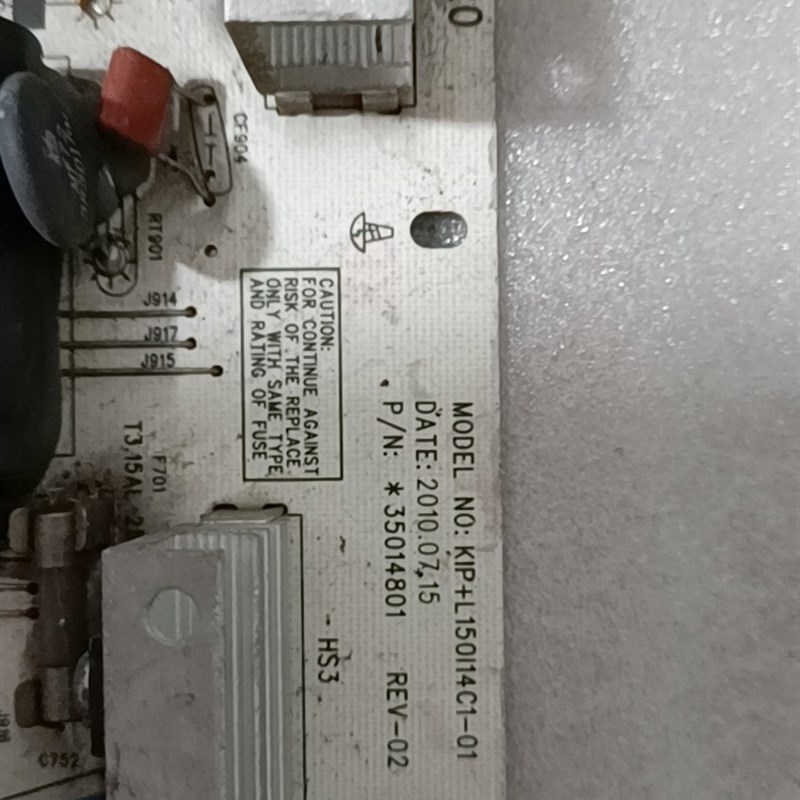 MODEL NO: KIP+L150I14C1-01
DATE: 2010.07.15
P/N: *35014801 REV-02
CAUTION:
FOR CONTINUE AGAINST
RISK OF THE REPLACE
ONLY WITH SAME TYPE
AND RATING OF FUSE
CF904
RT901
J914
J917
J915
F701
T3,15AL
HS3
C752